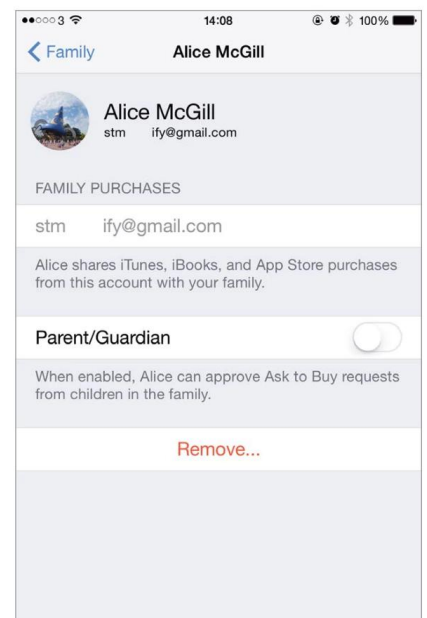 3 14:08 100%
Family Alice McGill
Alice McGill
stm ify@gmail.com
FAMILY PURCHASES
stm ify@gmail.com
Alice shares iTunes, iBooks, and App Store purchases
from this account with your family.
Parent/Guardian
When enabled, Alice can approve Ask to Buy requests
from children in the family.
Remove...